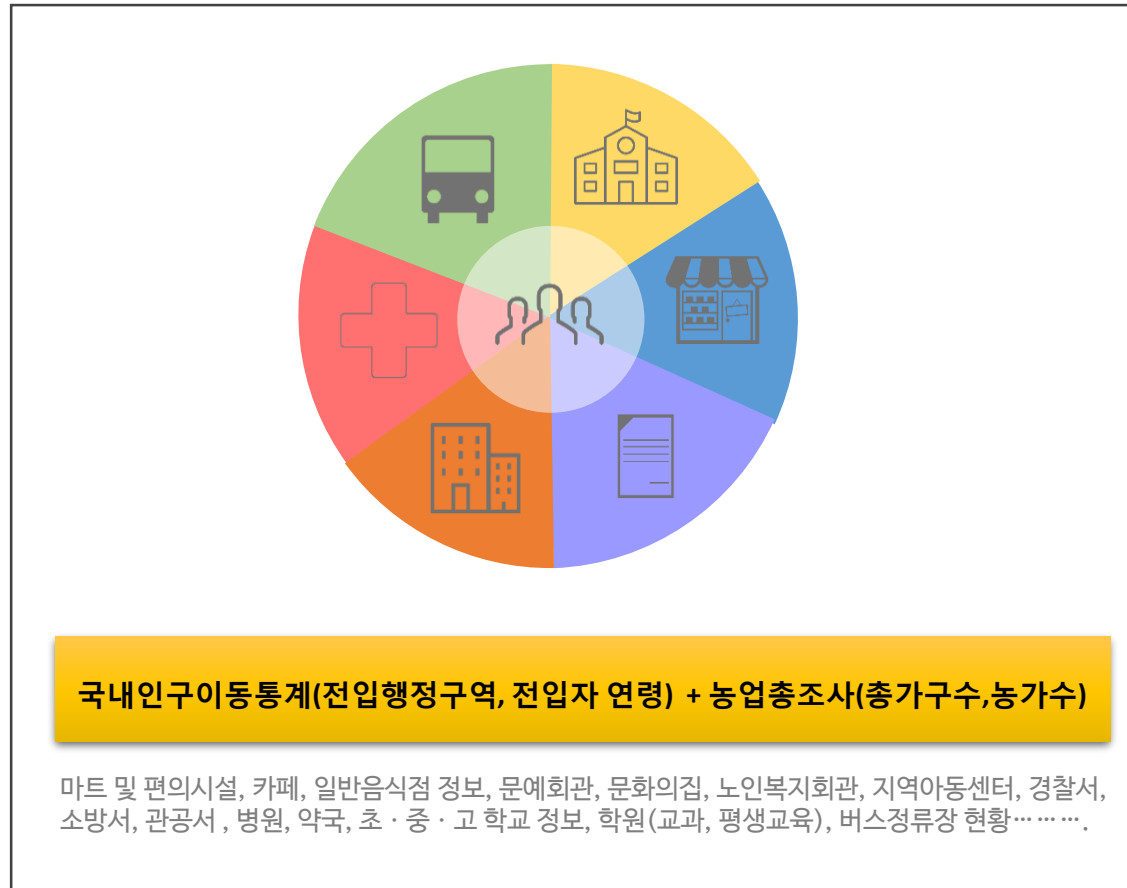 국내인구이동통계(전입행정구역, 전입자 연령) + 농업총조사(총가구수,농가수)
마트 및 편의시설, 카페, 일반음식점 정보, 문예회관, 문화의집, 노인복지회관, 지역아동센터, 경찰서,
소방서, 관공서 , 병원, 약국, 초 · 중 · 고 학교 정보, 학원(교과, 평생교육), 버스정류장 현황……….